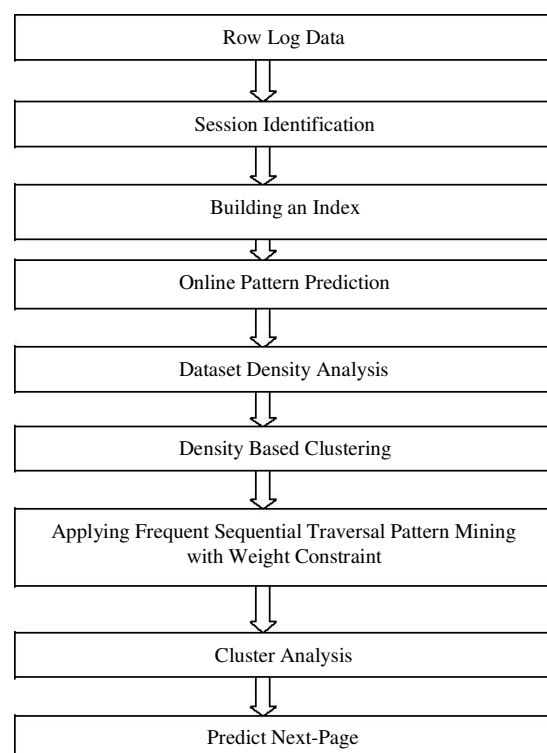 Row Log Data
Session Identification
Building an Index
Online Pattern Prediction
Dataset Density Analysis
Density Based Clustering
Applying Frequent Sequential Traversal Pattern Mining
with Weight Constraint
Cluster Analysis
Predict Next-Page